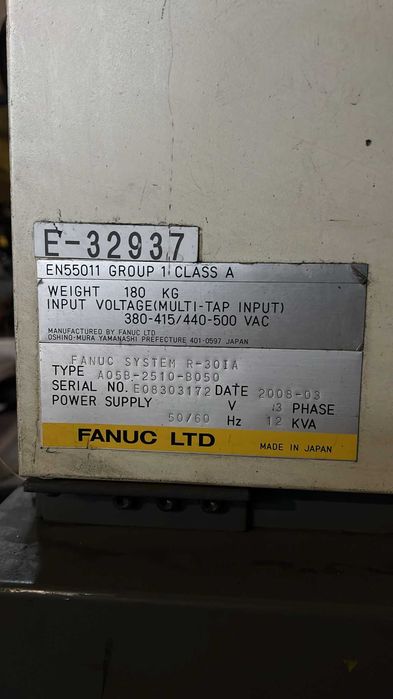 E-32937
EN55011 GROUP 1 CLASS A
WEIGHT 180 KG
INPUT VOLTAGE(MULTI-TAP INPUT)
380-415/440-500 VAC
MANUFACTURED BY FANUC LTD
OSHINO-MURA YAMANASHI PREFECTURE 401-0597 JAPAN
FANUC SYSTEM R-30IA
TYPE A05B-2510-B050
SERIAL NO. E08303172 DATE 2008-03
POWER SUPPLY V 3 PHASE
50/60 Hz 12 KVA
FANUC LTD MADE IN JAPAN